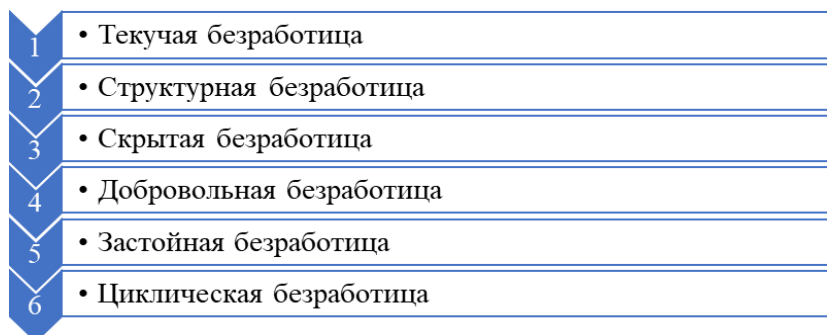 1 • Текучая безработица
2 • Структурная безработица
3 • Скрытая безработица
4 • Добровольная безработица
5 • Застойная безработица
6 • Циклическая безработица